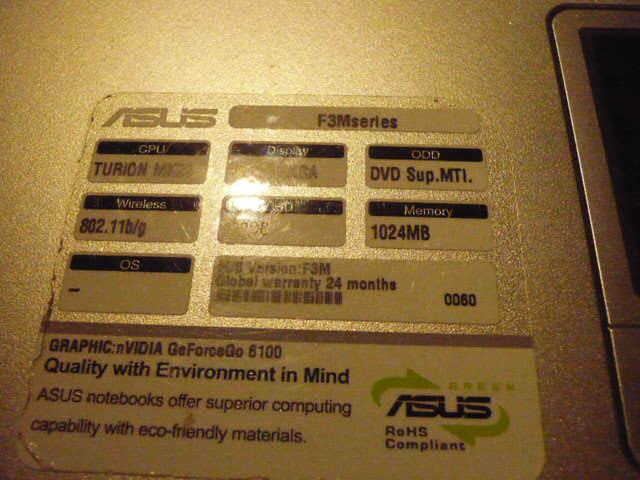 ASUS F3Mseries
CPU Display ODD
TURION DVD Sup.MTI.
Wireless Memory
802.11b/g 1024MB
OS
-
Version:F3M
Global warranty 24 months
0060
GRAPHIC:nVIDIA GeForceGo 6100
Quality with Environment in Mind
ASUS notebooks offer superior computing
capability with eco-friendly materials.
GREEN
ASUS
RoHS
Compliant